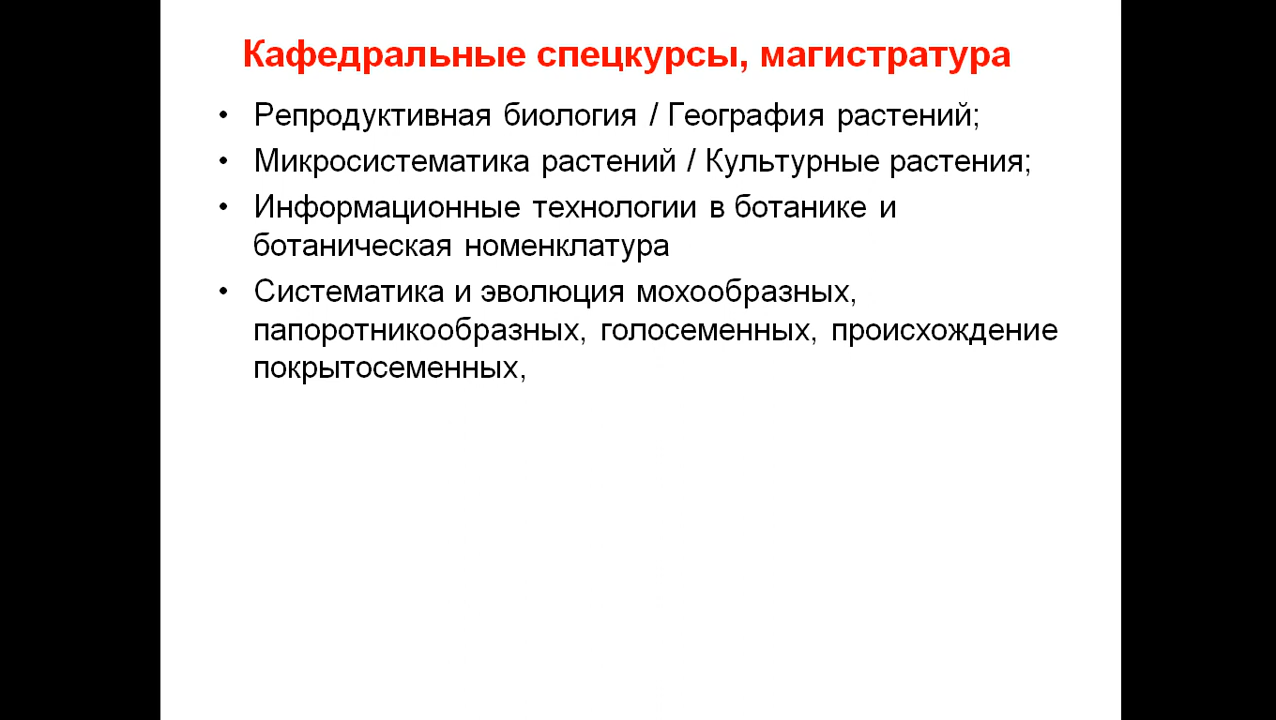 Кафедральные спецкурсы, магистратура
• Репродуктивная биология / География растений;
• Микросистематика растений / Культурные растения;
• Информационные технологии в ботанике и
ботаническая номенклатура
• Систематика и эволюция мохообразных,
папоротникообразных, голосеменных, происхождение
покрытосеменных,